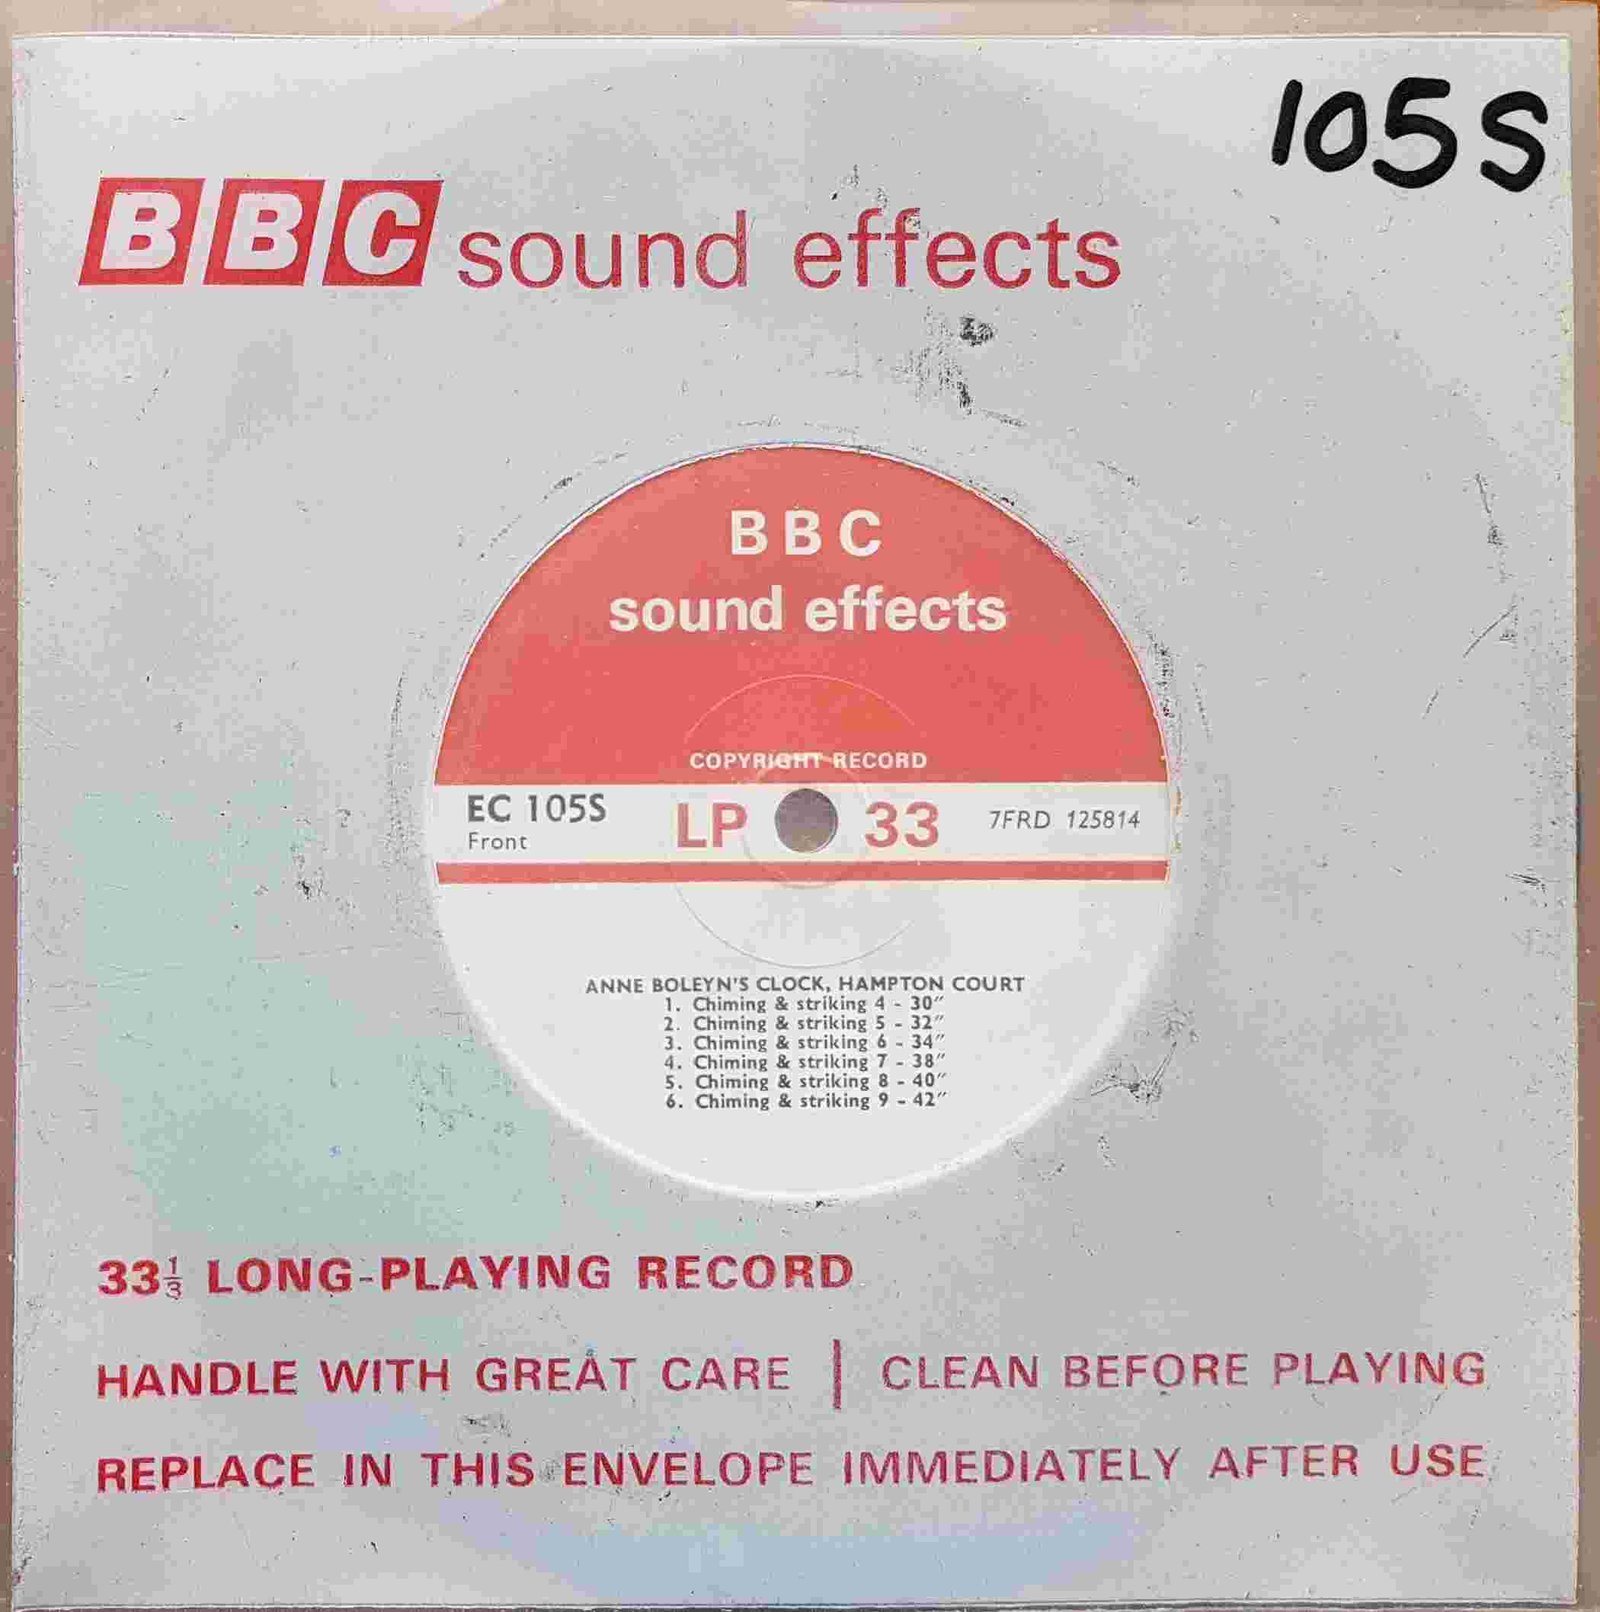 105S
BBC sound effects
BBC
sound effects
COPYRIGHT RECORD
EC 105S
Front
LP 33
7FRD 125814
ANNE BOLEYN'S CLOCK, HAMPTON COURT
1. Chiming & striking 4 - 30″
2. Chiming & striking 5 - 32″
3. Chiming & striking 6 - 34″
4. Chiming & striking 7 - 38″
5. Chiming & striking 8 - 40″
6. Chiming & striking 9 - 42″
33⅓ LONG-PLAYING RECORD
HANDLE WITH GREAT CARE | CLEAN BEFORE PLAYING
REPLACE IN THIS ENVELOPE IMMEDIATELY AFTER USE